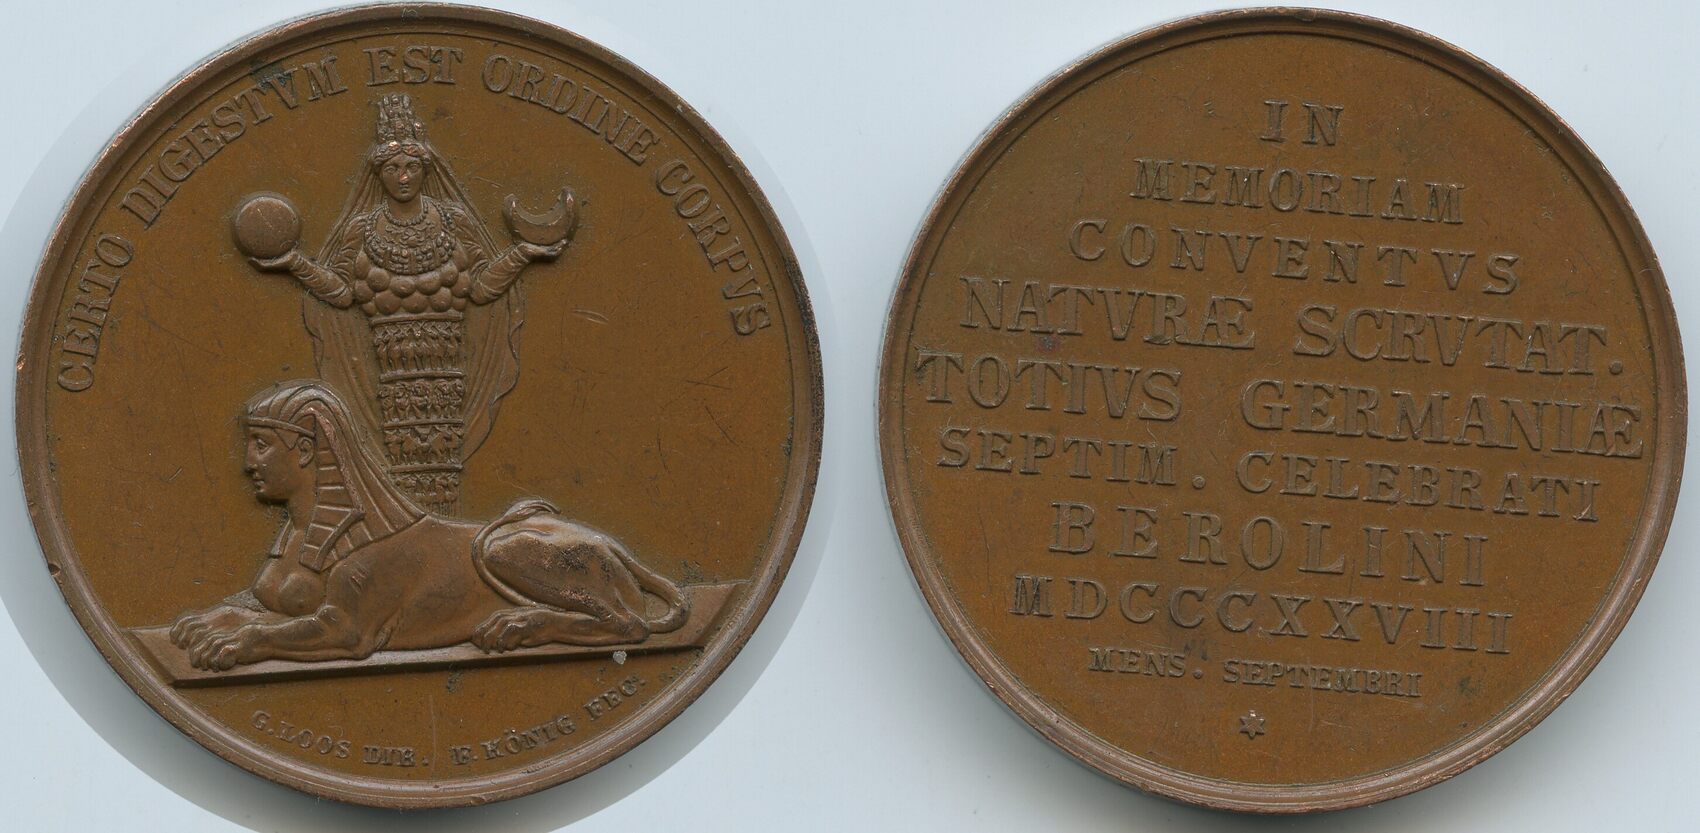 CERTO DIGESTVM EST ORDINE CORPVS
G. LOOS DIR. F. KÖNIG FEC.
IN
MEMORIAM
CONVENTVS
NATVRÆ SCRVTAT.
TOTIVS GERMANIÆ
SEPTIM. CELEBRATI
BEROLINI
MDCCCXXVIII
MENS. SEPTEMBRI